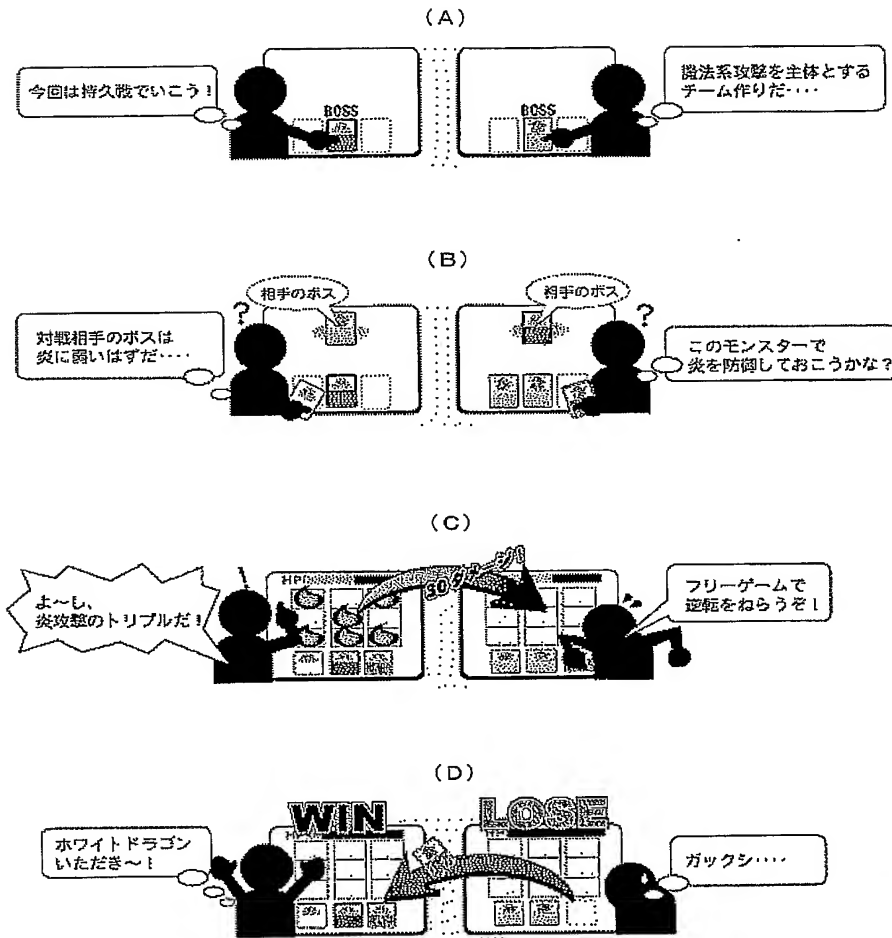 (A)
今回は持久戦でいこう!
BOSS
BOSS
魔法系攻撃を主体とする
チーム作りだ‥‥
(B)
相手のボス
相手のボス
?
?
対戦相手のボスは
炎に弱いはずだ‥‥
このモンスターで
炎を防御しておこうかな?
(C)
よ〜し、
炎攻撃のトリプルだ!
HP
30ダメージ!
フリーゲームで
逆転をねらうぞ!
(D)
WIN
LOSE
ホワイトドラゴン
いただき〜!
ガックシ‥‥